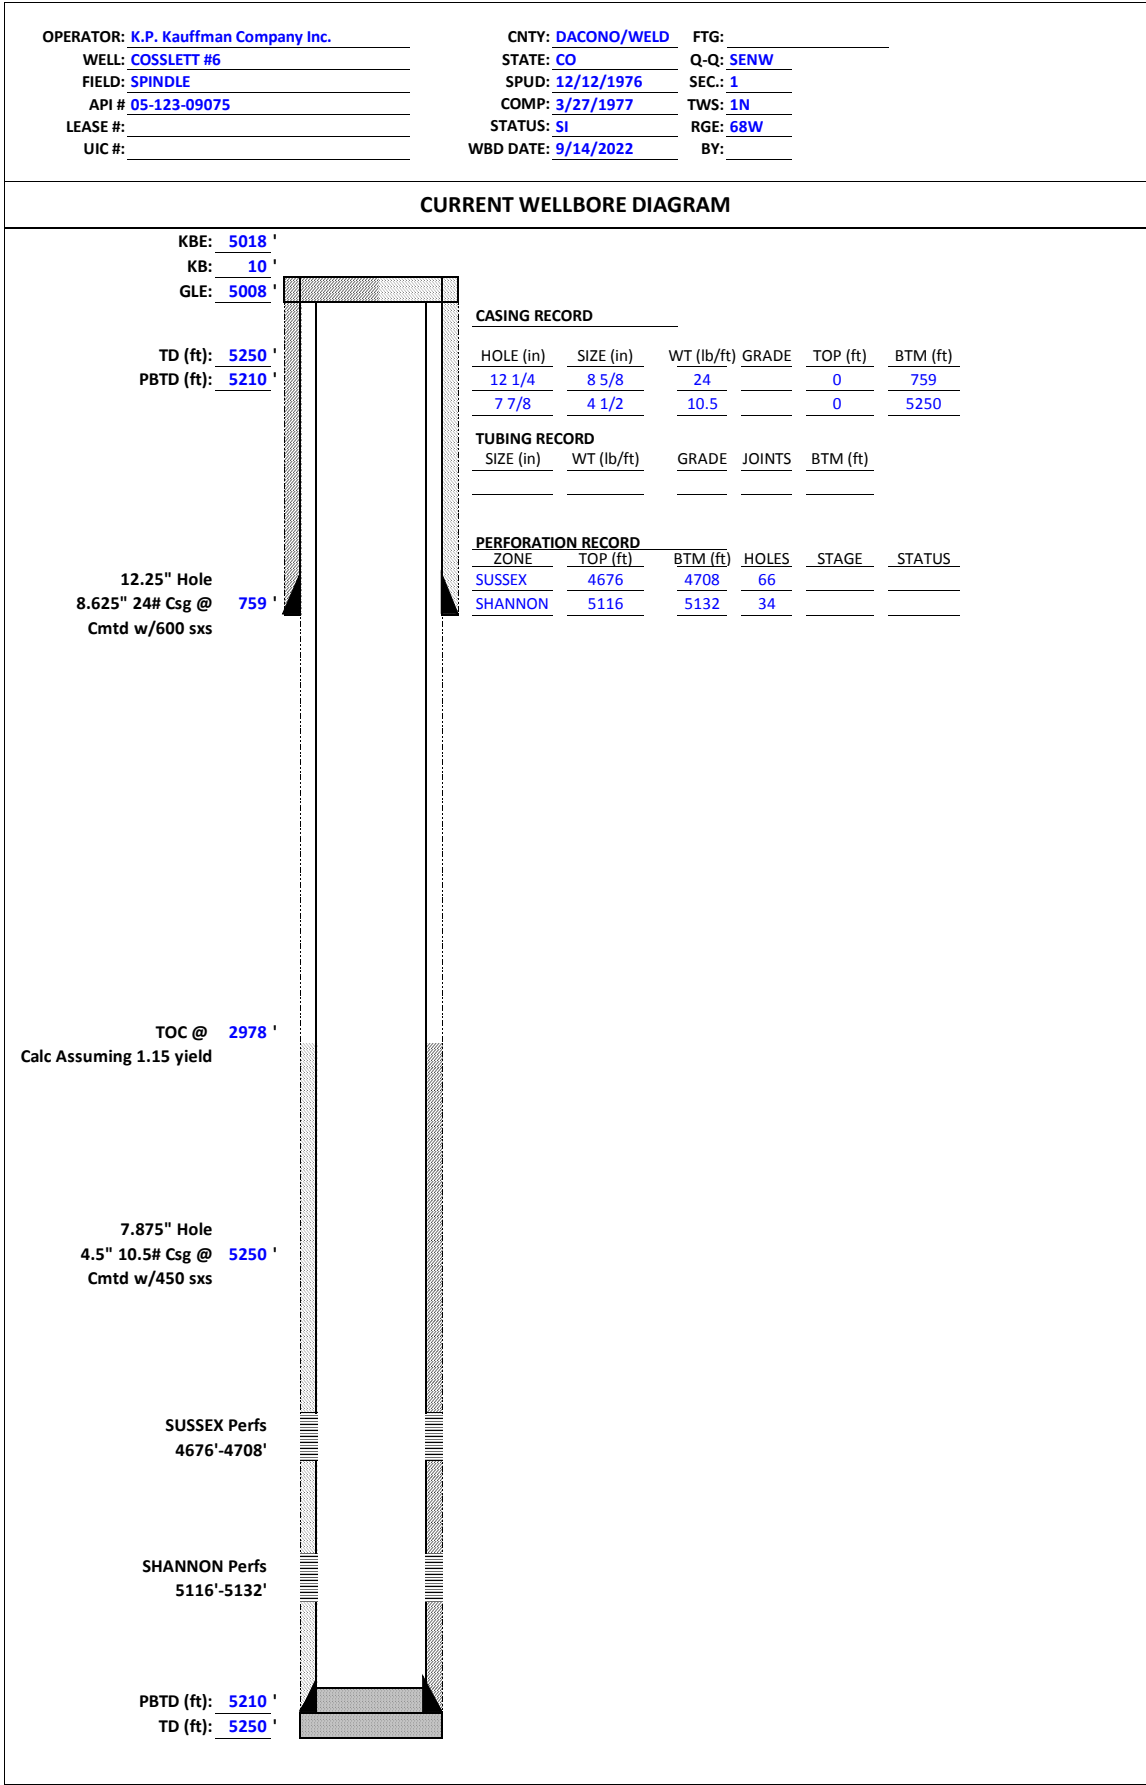 OPERATOR: K.P. Kauffman Company Inc. CNTY: DACONO/WELD FTG:
WELL: COSSLETT #6 STATE: CO Q-Q: SENW
FIELD: SPINDLE SPUD: 12/12/1976 SEC.: 1
API # 05-123-09075 COMP: 3/27/1977 TWS: 1N
LEASE #: STATUS: SI RGE: 68W
UIC #: WBD DATE: 9/14/2022 BY:
CURRENT WELLBORE DIAGRAM
KBE: 5018 '
KB: 10 '
GLE: 5008 '
CASING RECORD
TD (ft): 5250 ' HOLE (in) SIZE (in) WT (lb/ft) GRADE TOP (ft) BTM (ft)
PBTD (ft): 5210 ' 12 1/4 8 5/8 24 0 759
7 7/8 4 1/2 10.5 0 5250
TUBING RECORD
SIZE (in) WT (lb/ft) GRADE JOINTS BTM (ft)
PERFORATION RECORD
ZONE TOP (ft) BTM (ft) HOLES STAGE STATUS
12.25" Hole SUSSEX 4676 4708 66
8.625" 24# Csg @ 759 ' SHANNON 5116 5132 34
Cmtd w/600 sxs
TOC @ 2978 '
Calc Assuming 1.15 yield
7.875" Hole
4.5" 10.5# Csg @ 5250 '
Cmtd w/450 sxs
SUSSEX Perfs
4676'-4708'
SHANNON Perfs
5116'-5132'
PBTD (ft): 5210 '
TD (ft): 5250 '